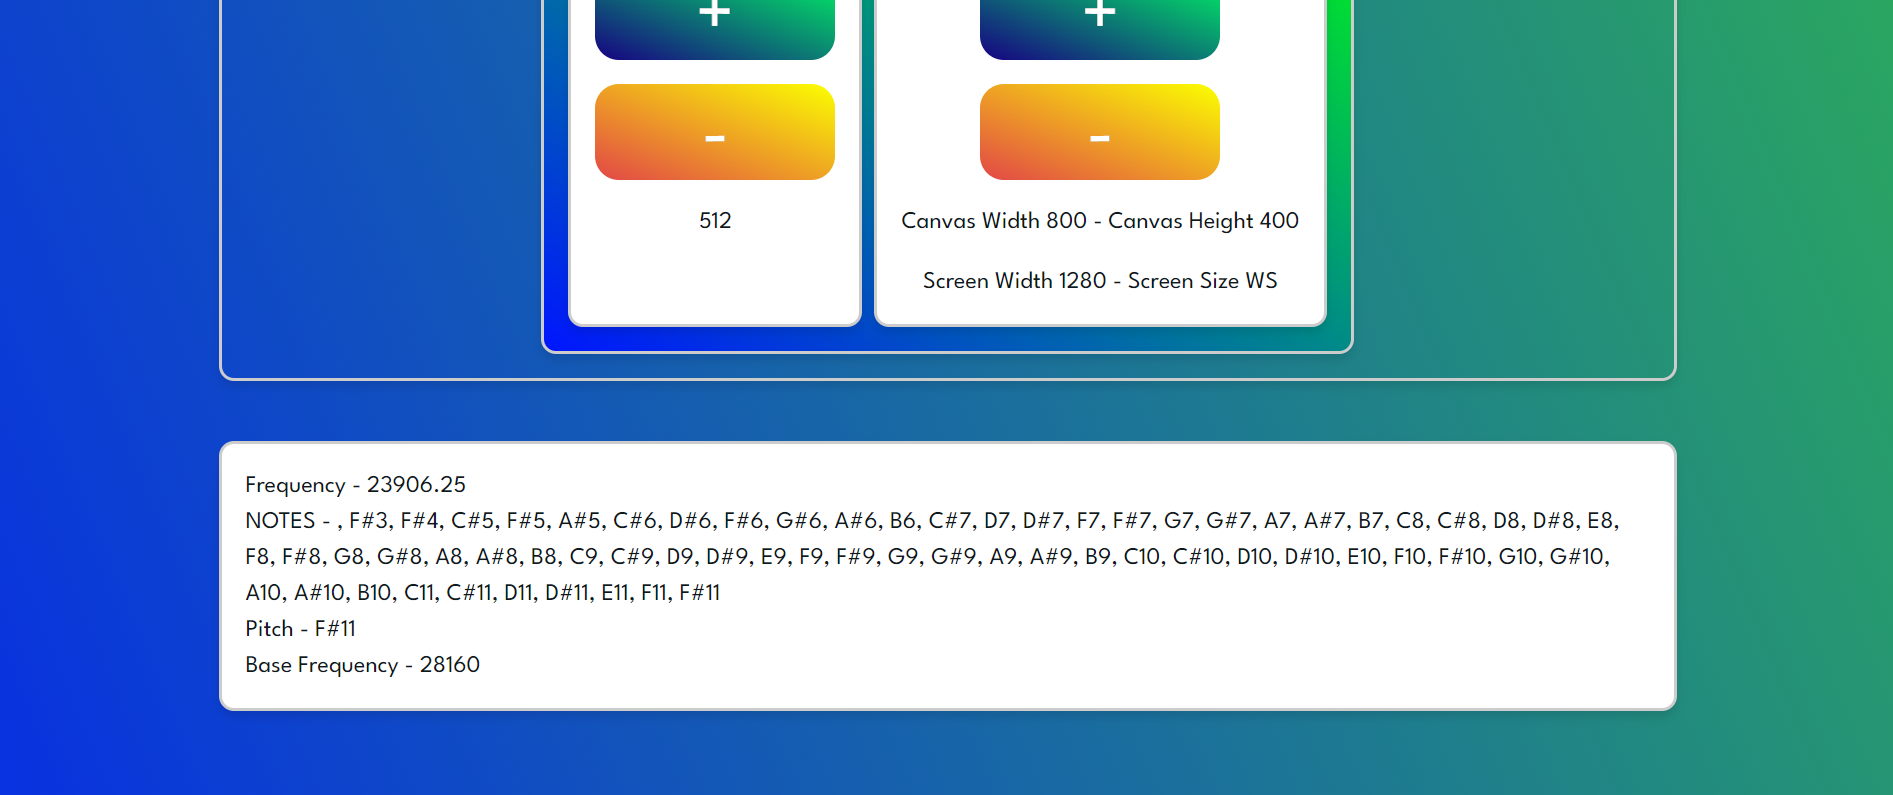 + +
- -
512
Canvas Width 800 - Canvas Height 400
Screen Width 1280 - Screen Size WS
Frequency - 23906.25
NOTES - , F#3, F#4, C#5, F#5, A#5, C#6, D#6, F#6, G#6, A#6, B6, C#7, D7, D#7, F7, F#7, G7, G#7, A7, A#7, B7, C8, C#8, D8, D#8, E8,
F8, F#8, G8, G#8, A8, A#8, B8, C9, C#9, D9, D#9, E9, F9, F#9, G9, G#9, A9, A#9, B9, C10, C#10, D10, D#10, E10, F10, F#10, G10, G#10,
A10, A#10, B10, C11, C#11, D11, D#11, E11, F11, F#11
Pitch - F#11
Base Frequency - 28160